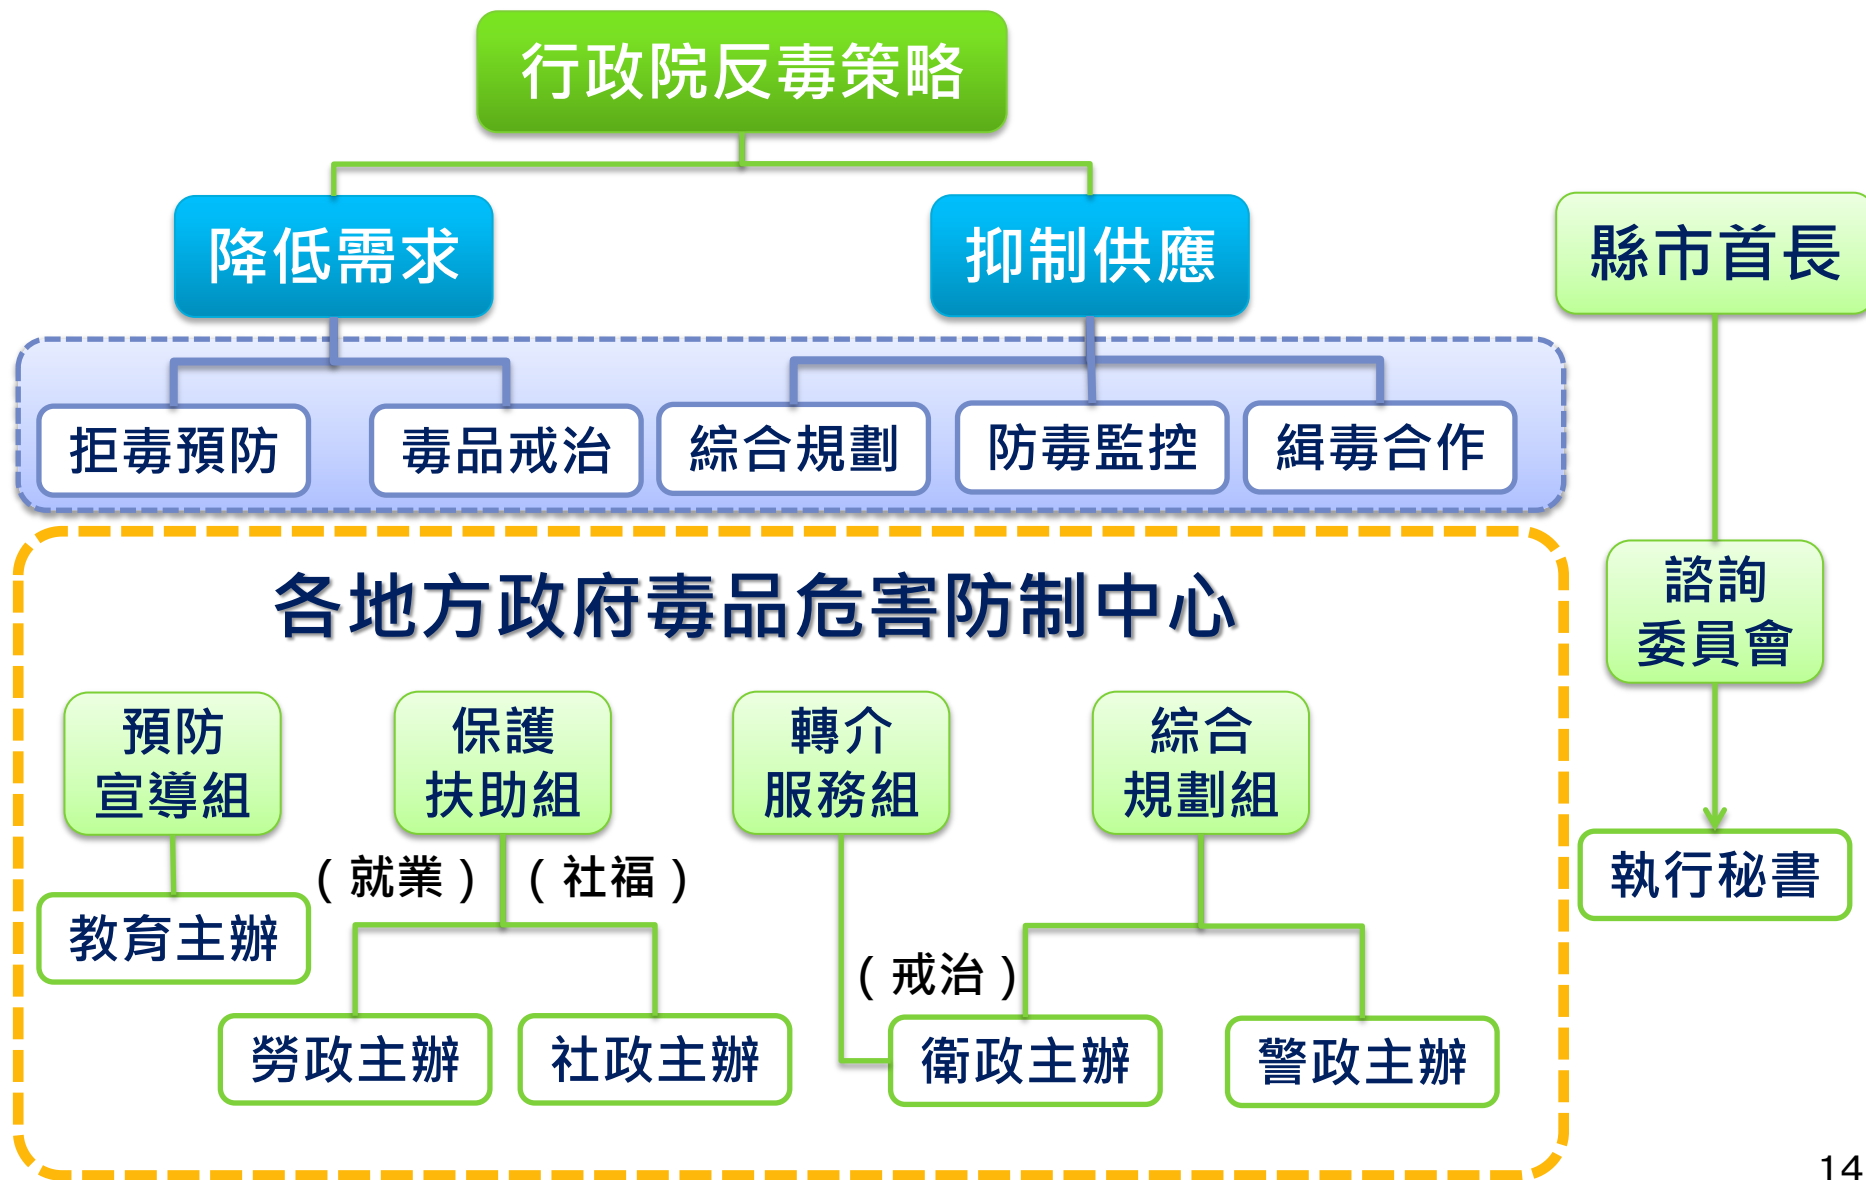 行政院反毒策略
降低需求
抑制供應
縣市首長
拒毒預防
毒品戒治
綜合規劃
防毒監控
緝毒合作
諮詢
委員會
執行秘書
各地方政府毒品危害防制中心
預防
宣導組
保護
扶助組
轉介
服務組
綜合
規劃組
（就業）
（社福）
教育主辦
（戒治）
勞政主辦
社政主辦
衛政主辦
警政主辦
14